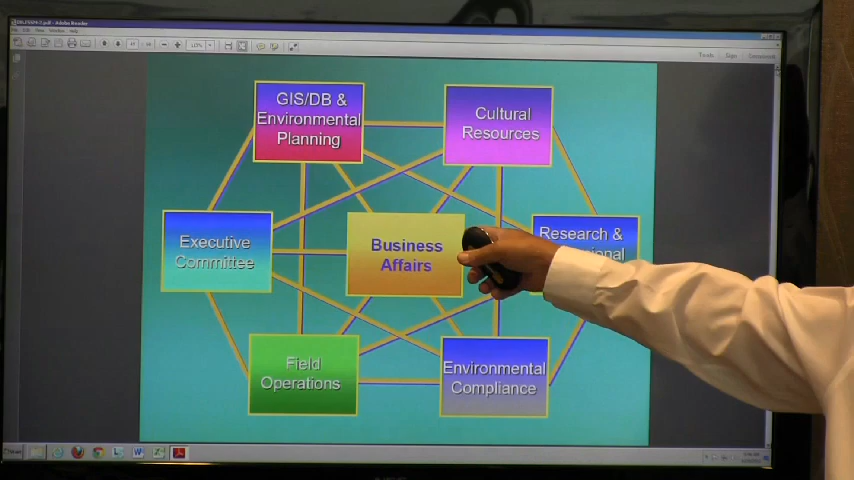 GIS/DB &
Environmental
Planning
Cultural
Resources
Executive
Committee
Business
Affairs
Research &
Field
Operations
Environmental
Compliance